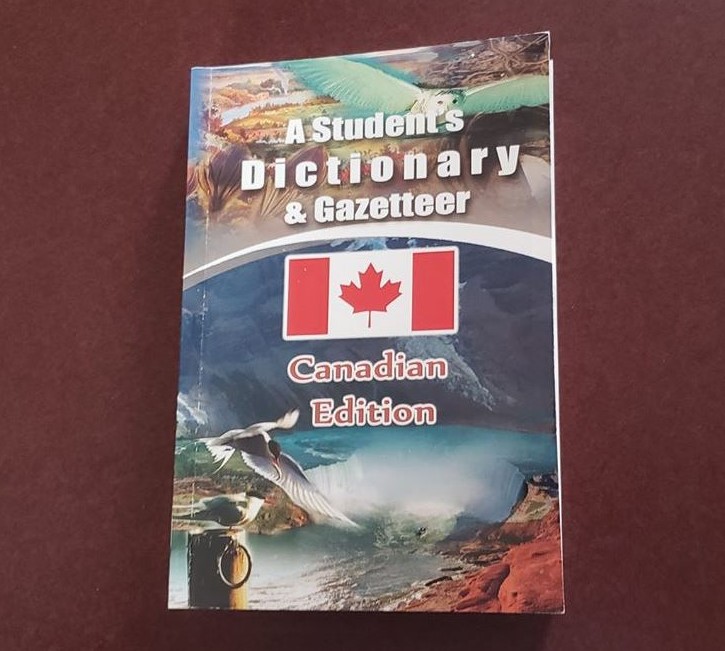 A Student's
Dictionary
& Gazetteer
Canadian
Edition